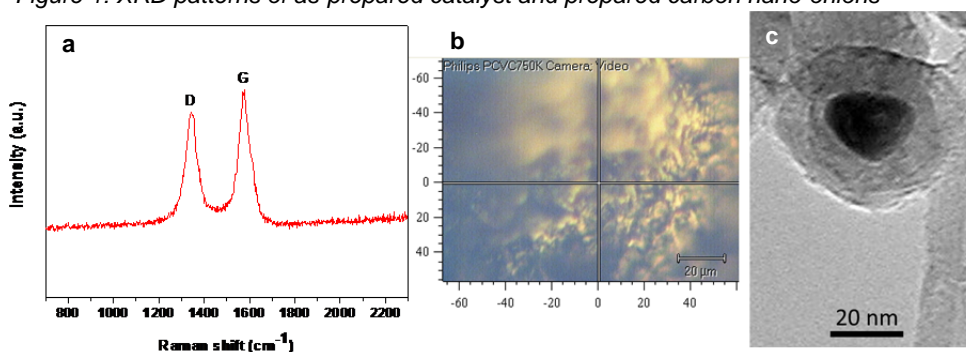 Figure 1. XRD patterns of as-prepared catalyst and prepared carbon nano-onions
a
D
G
Intensity (a.u.)
800 1000 1200 1400 1600 1800 2000 2200
Raman shift (cm⁻¹)
b
Philips PCVC750K Camera; Video
-60
-40
-20
0
20
40
20 µm
-60 -40 -20 0 20 40
c
20 nm